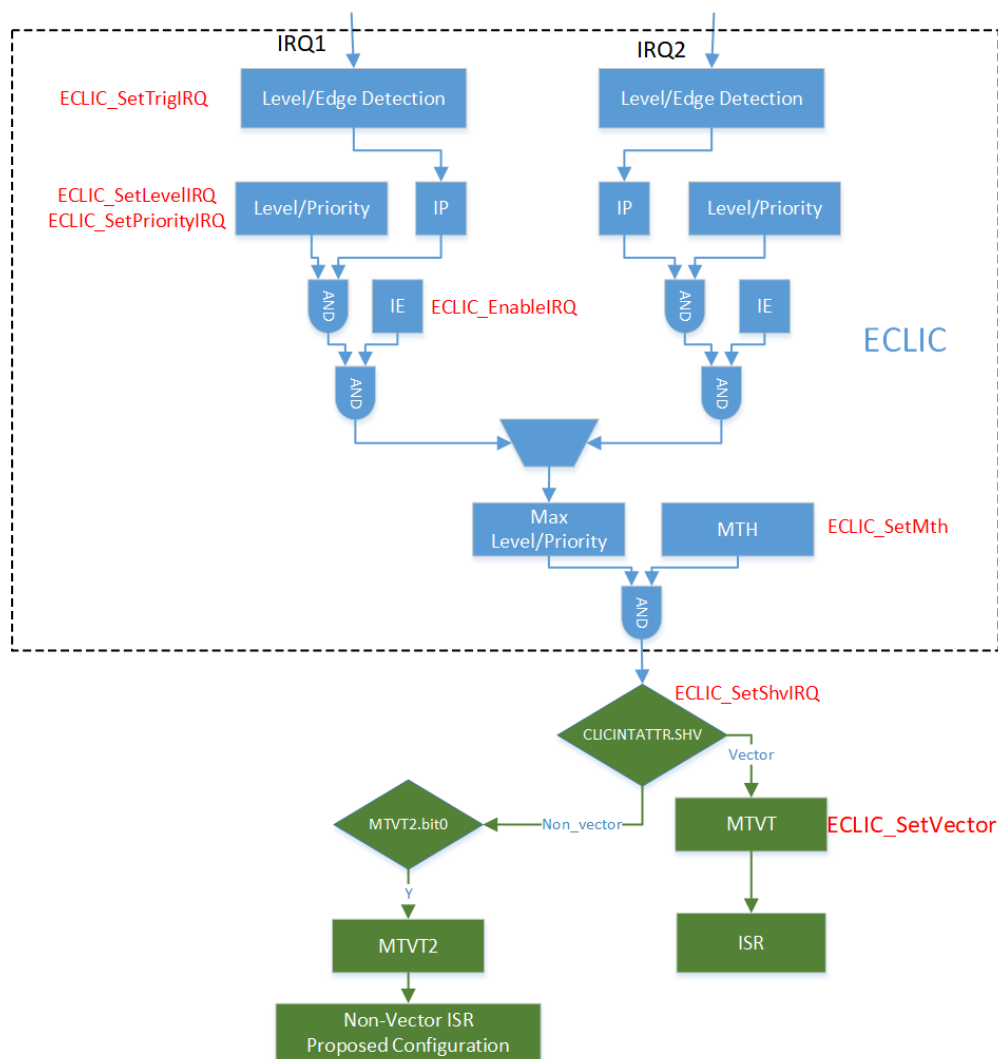 IRQ1
IRQ2
ECLIC_SetTrigIRQ
Level/Edge Detection
Level/Edge Detection
ECLIC_SetLevelIRQ
ECLIC_SetPriorityIRQ
Level/Priority
IP
IP
Level/Priority
AND
IE
ECLIC_EnableIRQ
AND
IE
ECLIC
AND
AND
Max
Level/Priority
MTH
ECLIC_SetMth
AND
ECLIC_SetShvIRQ
CLICINTATTR.SHV
Vector
MTVT2.bit0
Non_vector
MTVT
ECLIC_SetVector
Y
MTVT2
ISR
Non-Vector ISR
Proposed Configuration